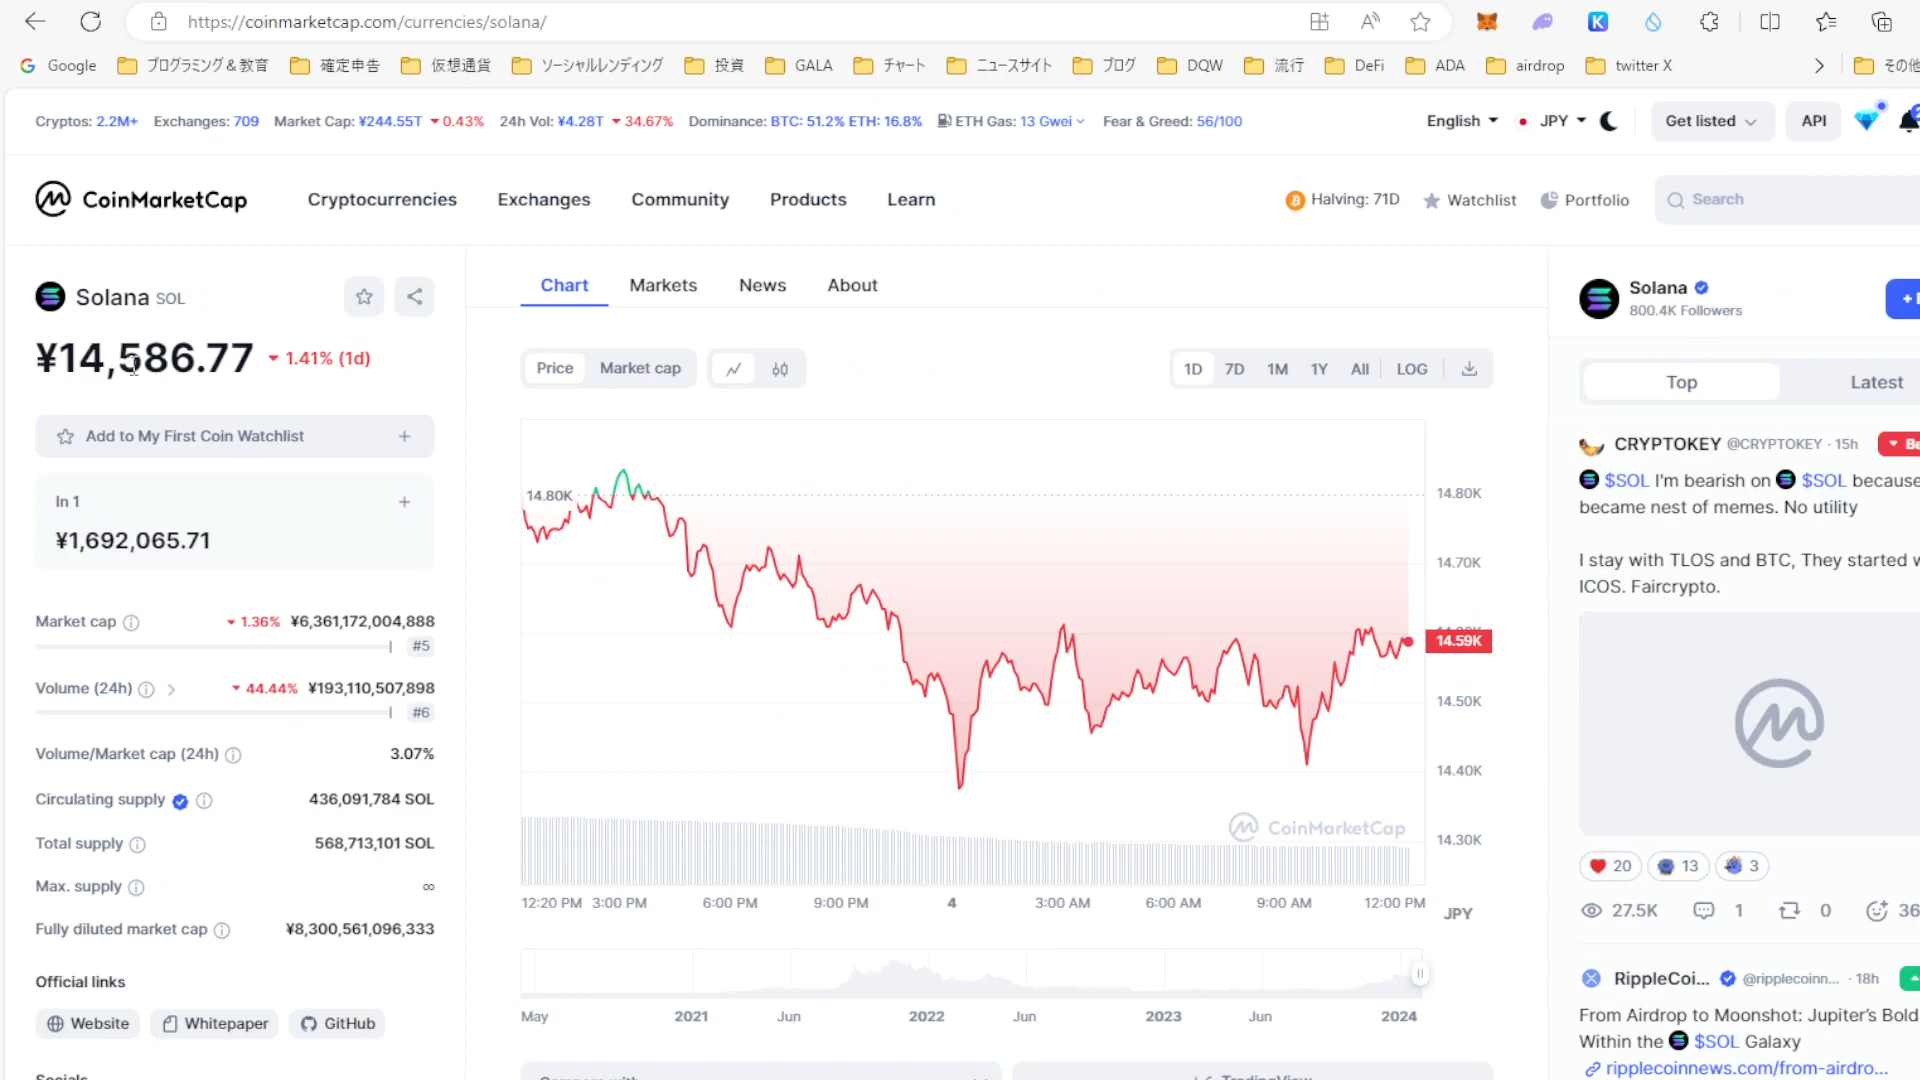 https://coinmarketcap.com/currencies/solana/
Google プログラミング＆教育 確定申告 仮想通貨 ソーシャルレンディング 投資 GALA チャート ニュースサイト ブログ DQW 流行 DeFi ADA airdrop twitter X その他
Cryptos: 2.2M+ Exchanges: 709 Market Cap: ¥244.55T 0.43% 24h Vol: ¥4.28T 34.67% Dominance: BTC: 51.2% ETH: 16.8% ETH Gas: 13 Gwei Fear & Greed: 56/100 English JPY Get listed API
CoinMarketCap Cryptocurrencies Exchanges Community Products Learn Halving: 71D Watchlist Portfolio Search
Solana SOL
¥14,586.77 1.41% (1d)
Add to My First Coin Watchlist +
In 1 +
¥1,692,065.71
Market cap 1.36% ¥6,361,172,004,888
#5
Volume (24h) 44.44% ¥193,110,507,898
#6
Volume/Market cap (24h) 3.07%
Circulating supply 436,091,784 SOL
Total supply 568,713,101 SOL
Max. supply ∞
Fully diluted market cap ¥8,300,561,096,333
Official links
Website Whitepaper GitHub
Socials
Chart Markets News About
Price Market cap 1D 7D 1M 1Y All LOG
14.80K 14.80K
14.70K
14.59K
14.50K
14.40K
CoinMarketCap
14.30K
12:20 PM 3:00 PM 6:00 PM 9:00 PM 4 3:00 AM 6:00 AM 9:00 AM 12:00 PM JPY
May 2021 Jun 2022 Jun 2023 Jun 2024
Compare with TradingView
Solana
800.4K Followers
+
Top Latest
CRYPTOKEY @CRYPTOKEY · 15h Be
$SOL I'm bearish on $SOL because
became nest of memes. No utility
I stay with TLOS and BTC, They started w
ICOS. Faircrypto.
20 13 3
27.5K 1 0 36
RippleCoi... @ripplecoinn... · 18h
From Airdrop to Moonshot: Jupiter's Bold
Within the $SOL Galaxy
ripplecoinnews.com/from-airdro...